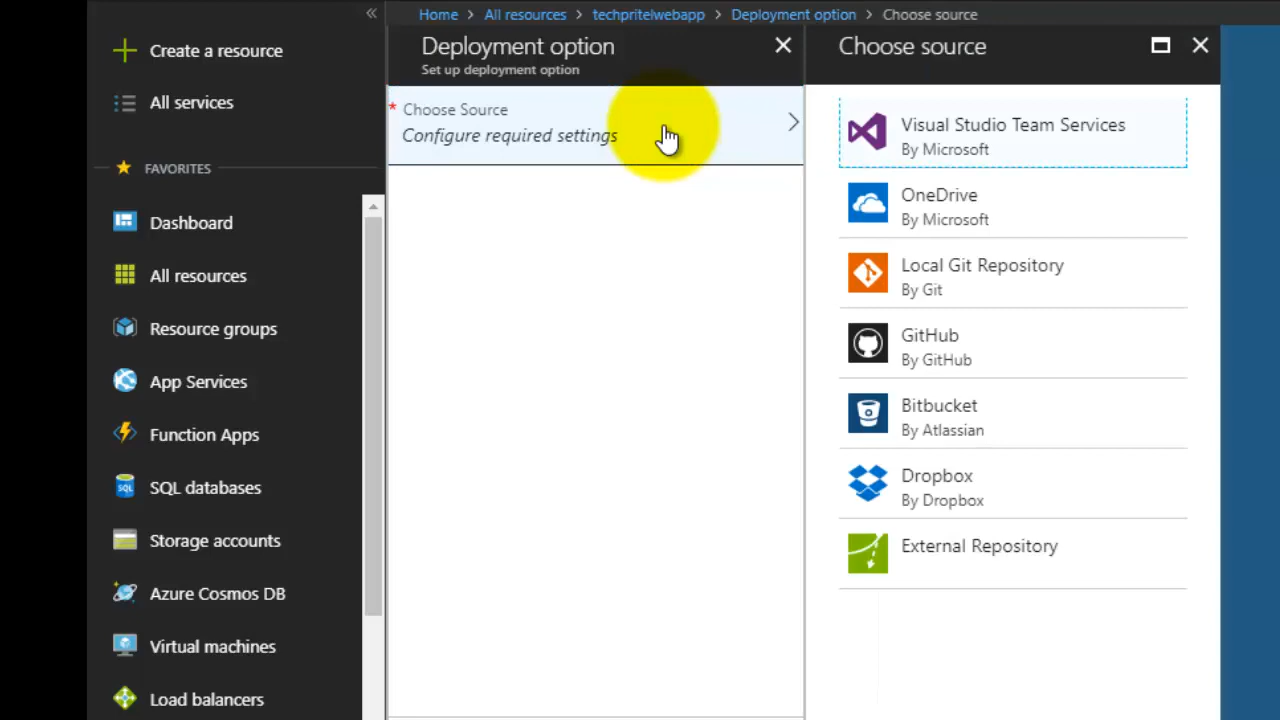 Home > All resources > techpritelwebapp > Deployment option > Choose source
«
Create a resource
All services
FAVORITES
Dashboard
All resources
Resource groups
App Services
Function Apps
SQL
SQL databases
Storage accounts
Azure Cosmos DB
Virtual machines
Load balancers
Deployment option
Set up deployment option
* Choose Source
Configure required settings
Choose source
Visual Studio Team Services
By Microsoft
OneDrive
By Microsoft
Local Git Repository
By Git
GitHub
By GitHub
Bitbucket
By Atlassian
Dropbox
By Dropbox
External Repository